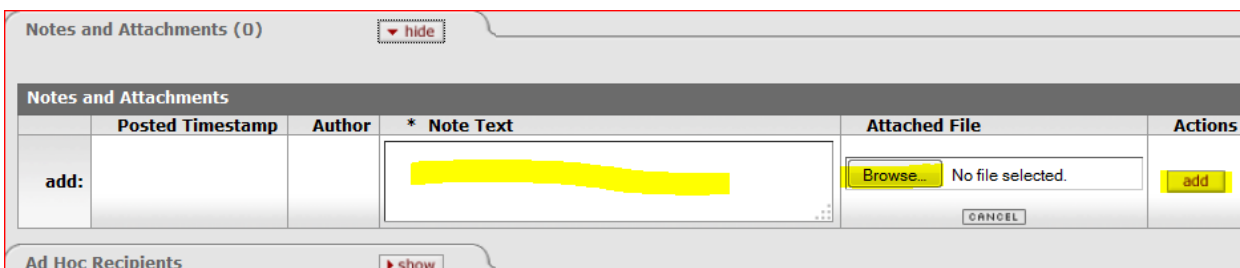 Notes and Attachments (0) hide
Notes and Attachments
Posted Timestamp Author * Note Text Attached File Actions
add: Browse... No file selected. add
CANCEL
Ad Hoc Recipients show